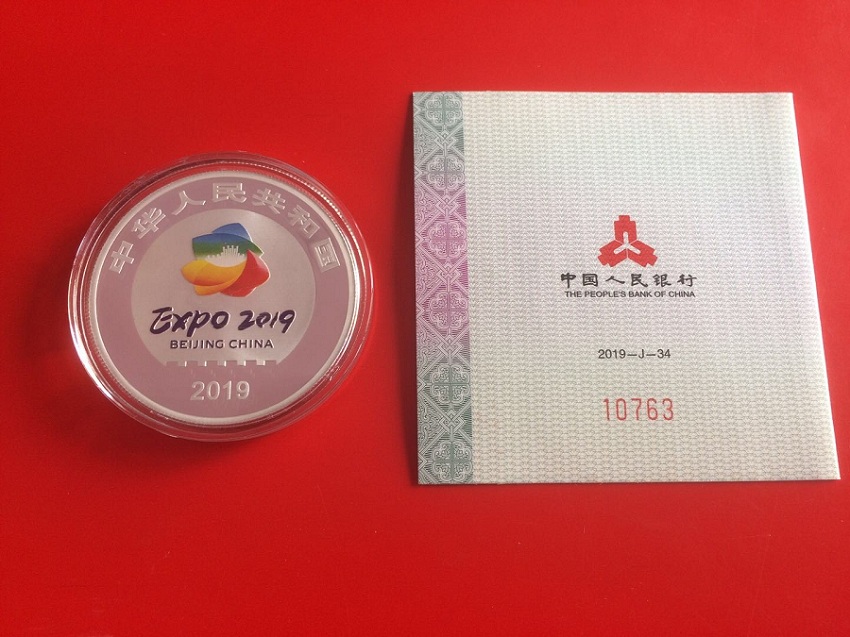 中华人民共和国
Expo 2019
BEIJING CHINA
2019
中国人民银行
THE PEOPLE'S BANK OF CHINA
2019—J—34
10763